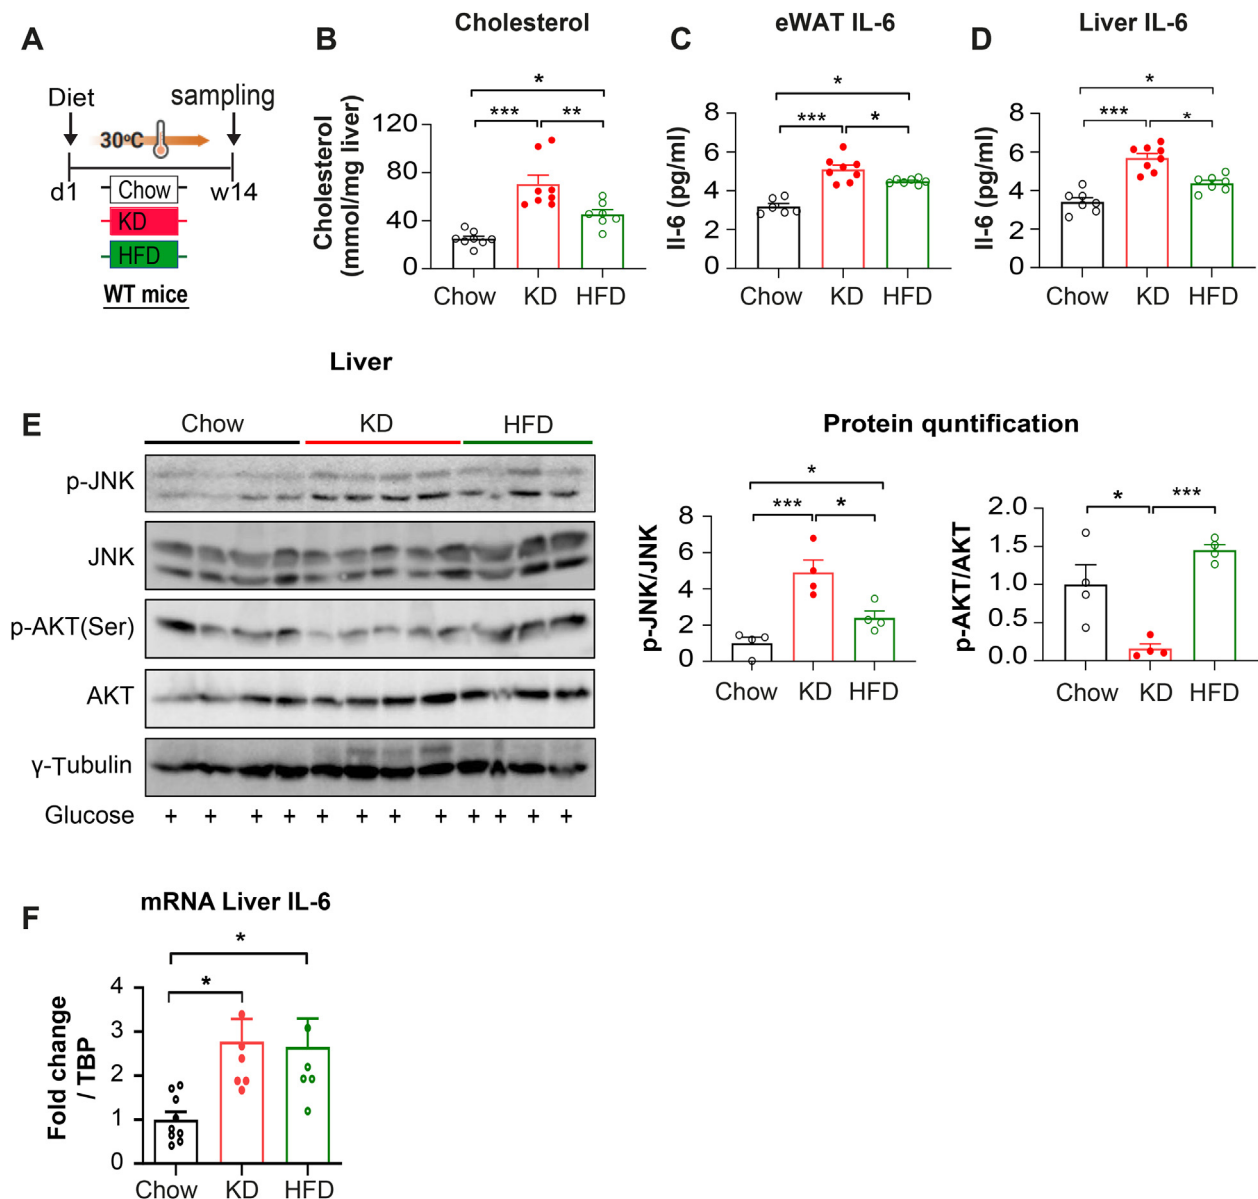 A
Diet
sampling
30°C
d1
w14
Chow
KD
HFD
WT mice
B
Cholesterol
*
***
**
Cholesterol
(mmol/mg liver)
120
80
40
0
Chow
KD
HFD
C
eWAT IL-6
*
***
*
Il-6 (pg/ml)
8
6
4
2
0
Chow
KD
HFD
D
Liver IL-6
*
***
*
Il-6 (pg/ml)
8
6
4
2
0
Chow
KD
HFD
Liver
E
Chow
KD
HFD
p-JNK
JNK
p-AKT(Ser)
AKT
γ-Tubulin
Glucose + + + + + + + + + + + +
Protein quntification
*
***
*
p-JNK/JNK
8
6
4
2
0
Chow
KD
HFD
*
***
p-AKT/AKT
2.0
1.5
1.0
0.5
0.0
Chow
KD
HFD
F
mRNA Liver IL-6
*
*
Fold change
/ TBP
4
3
2
1
0
Chow
KD
HFD